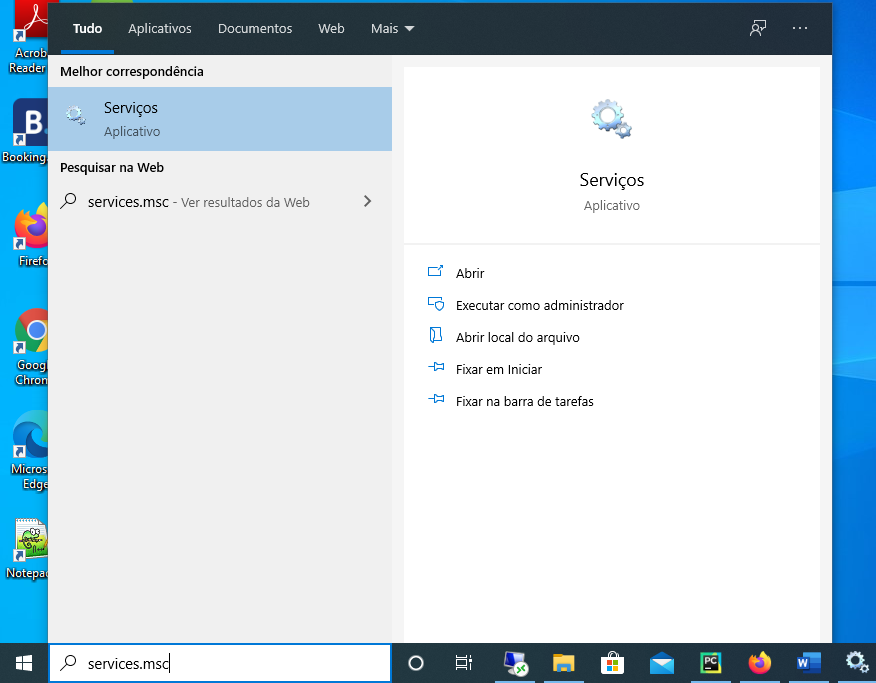 Tudo
Aplicativos
Documentos
Web
Mais
Melhor correspondência
Serviços
Aplicativo
Pesquisar na Web
services.msc - Ver resultados da Web
Serviços
Aplicativo
Abrir
Executar como administrador
Abrir local do arquivo
Fixar em Iniciar
Fixar na barra de tarefas
Acrob
Reader
B.
Booking.
Firefo
Goog
Chrom
Micros
Edge
Notepad
services.msc
PC
W